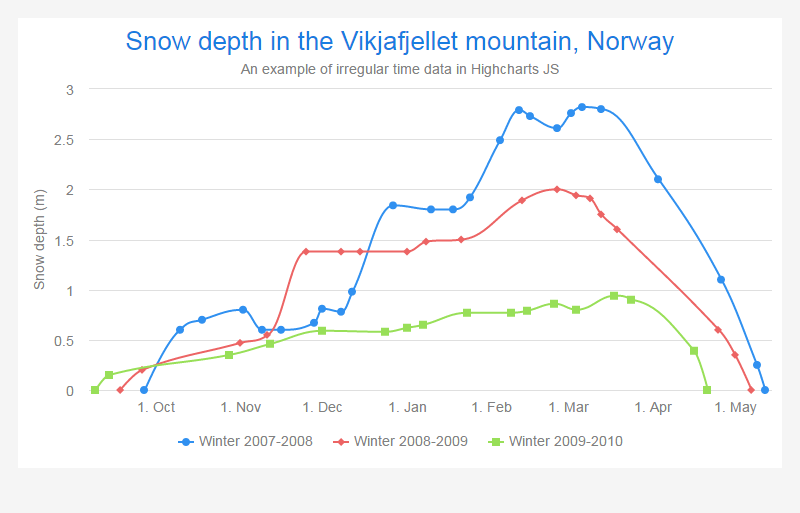 Snow depth in the Vikjafjellet mountain, Norway
An example of irregular time data in Highcharts JS
Snow depth (m)
3
2.5
2
1.5
1
0.5
0
1. Oct 1. Nov 1. Dec 1. Jan 1. Feb 1. Mar 1. Apr 1. May
Winter 2007-2008 Winter 2008-2009 Winter 2009-2010